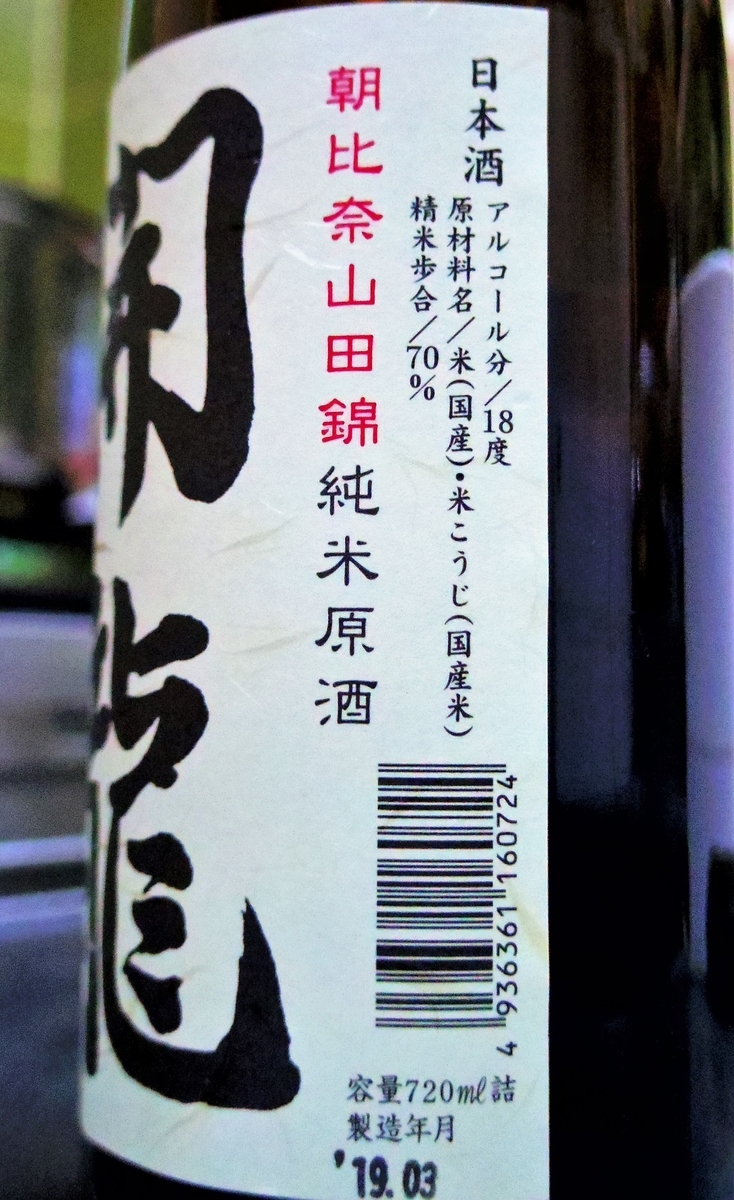 日本酒
アルコール分/18度
原材料名/米(国産)・米こうじ(国産米)
精米歩合/70%
朝比奈山田錦純米原酒
開龍
4 936361 160724
容量720ml詰
製造年月
'19.03